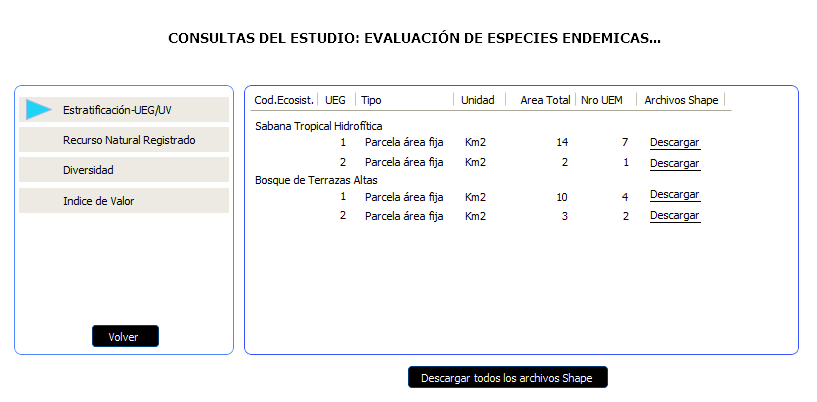 CONSULTAS DEL ESTUDIO: EVALUACIÓN DE ESPECIES ENDEMICAS...
Estratificación-UEG/UV
Recurso Natural Registrado
Diversidad
Indice de Valor
Volver
Cod.Ecosist. UEG Tipo Unidad Area Total Nro UEM Archivos Shape
Sabana Tropical Hidrofítica
1 Parcela área fija Km2 14 7 Descargar
2 Parcela área fija Km2 2 1 Descargar
Bosque de Terrazas Altas
1 Parcela área fija Km2 10 4 Descargar
2 Parcela área fija Km2 3 2 Descargar
Descargar todos los archivos Shape